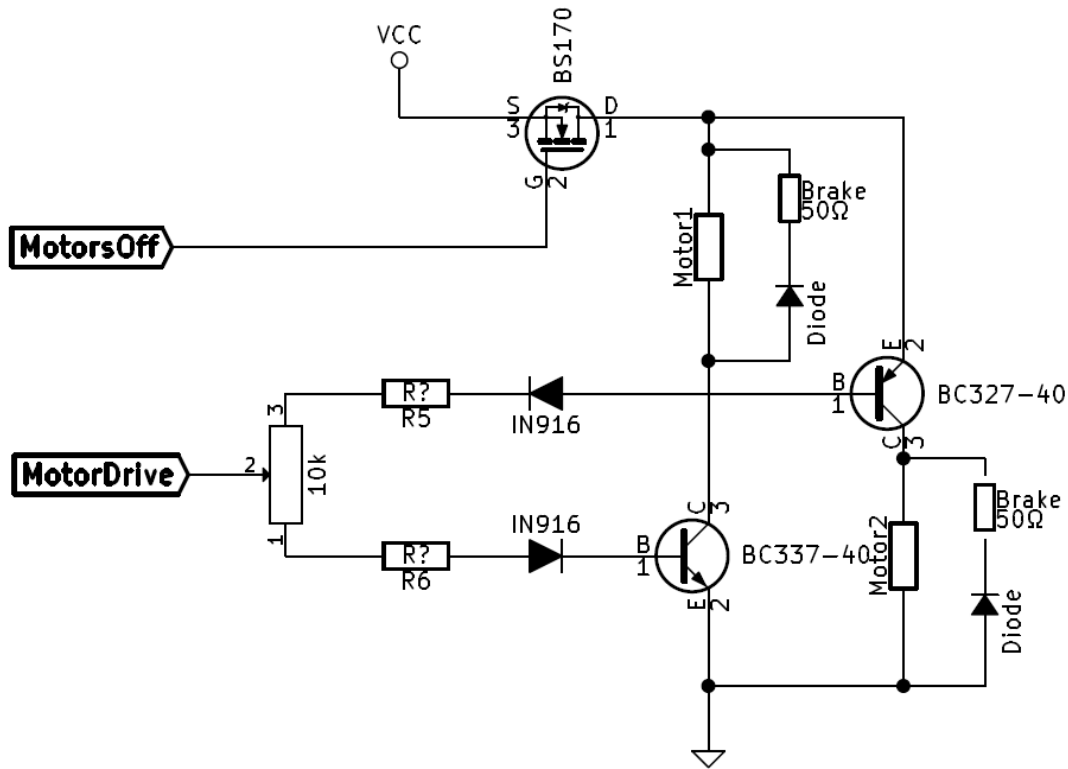 VCC
BS170
S
3
D
1
G
2
MotorsOff
Motor1
Brake
50Ω
Diode
E
2
B
1
BC327-40
C
3
R?
R5
IN916
3
MotorDrive
2
10k
1
R?
R6
IN916
B
1
C
3
BC337-40
E
2
Motor2
Brake
50Ω
Diode